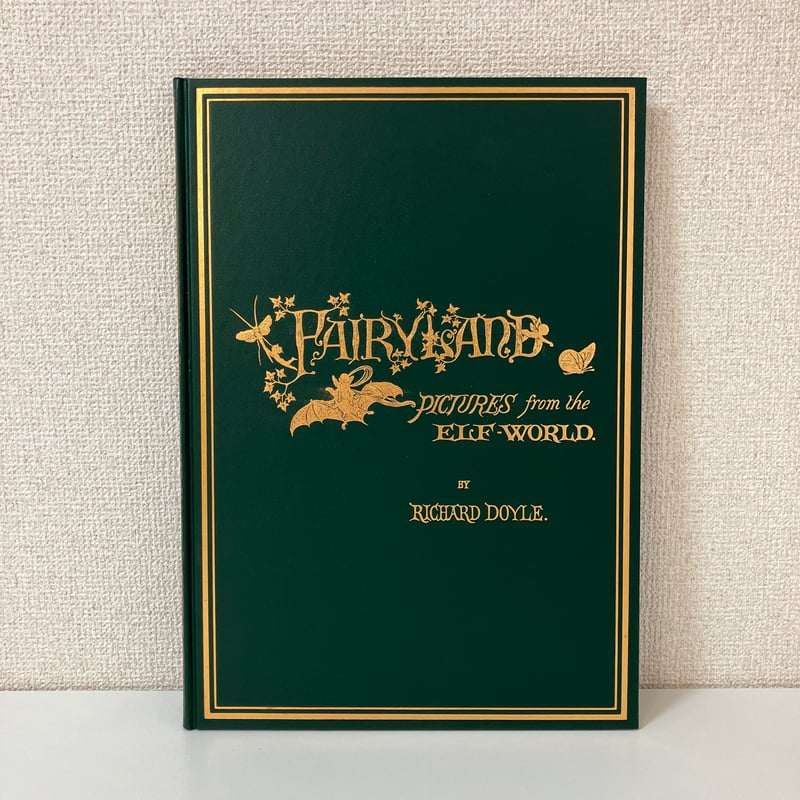 FAIRYLAND
PICTURES from the
ELF-WORLD.
BY
RICHARD DOYLE.